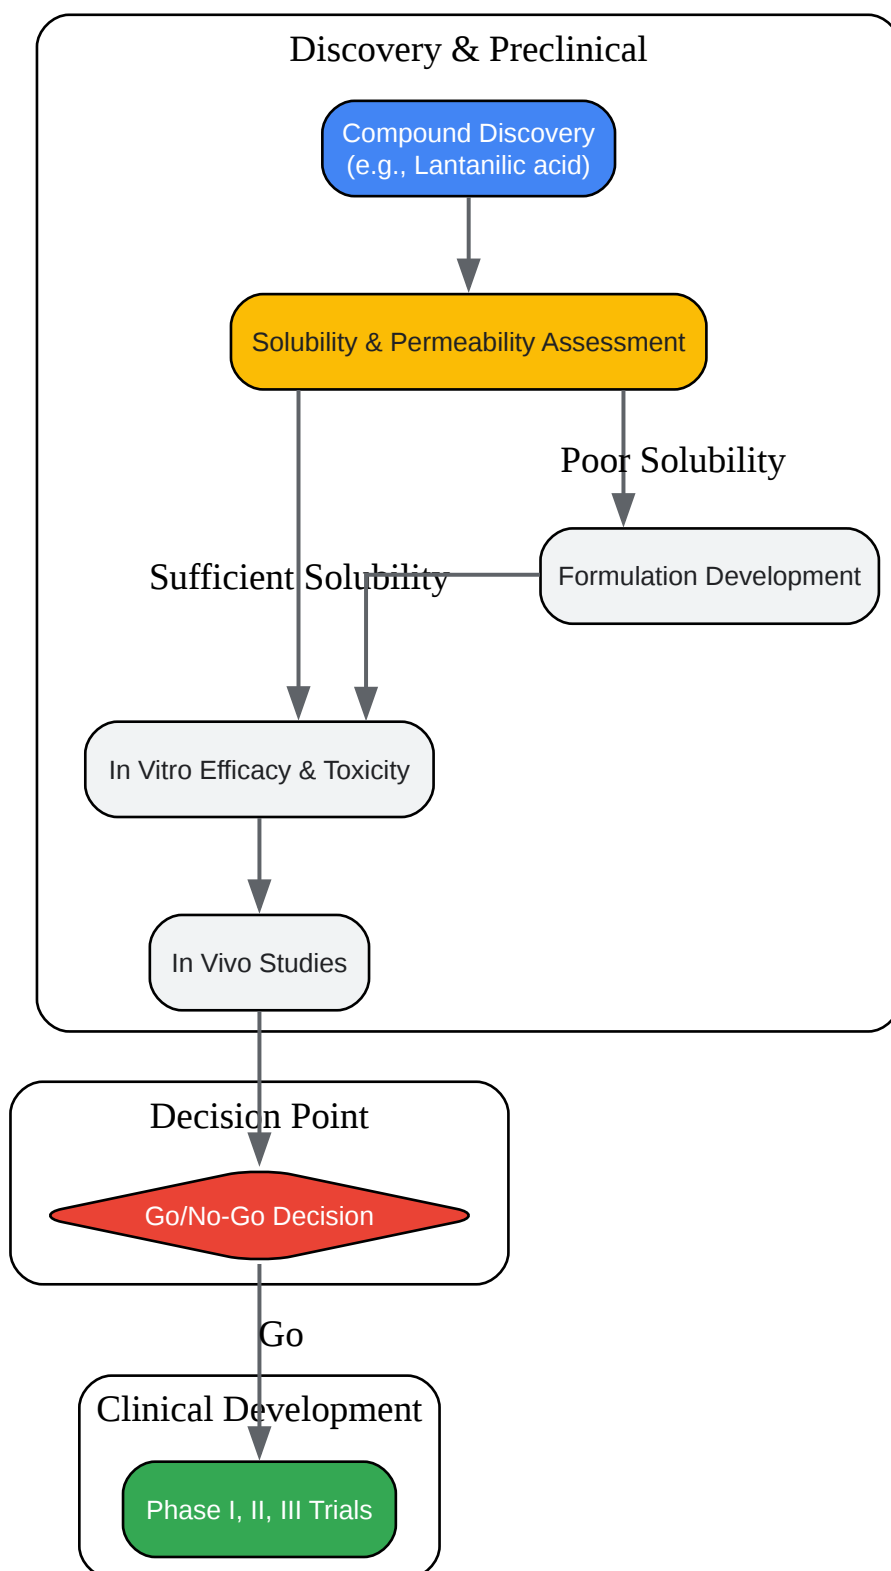 Discovery & Preclinical
Compound Discovery
(e.g., Lantanilic acid)
Solubility & Permeability Assessment
Poor Solubility
Sufficient Solubility
Formulation Development
In Vitro Efficacy & Toxicity
In Vivo Studies
Decision Point
Go/No-Go Decision
Go
Clinical Development
Phase I, II, III Trials